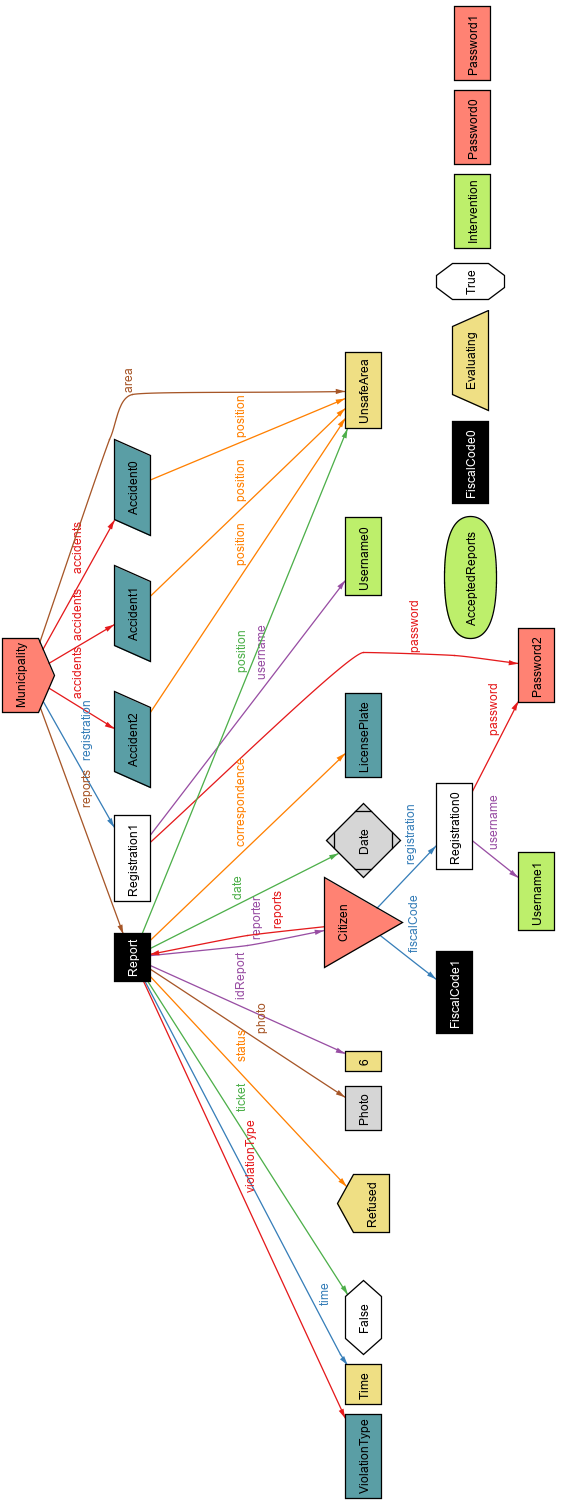 Municipality
area
accidents
accidents
accidents
registration
reports
Accident0
Accident1
Accident2
Registration1
Report
position
position
position
position
username
password
correspondence
date
reporter
reports
idReport
photo
status
ticket
violationType
time
UnsafeArea
Username0
LicensePlate
Date
Citizen
6
Photo
Refused
False
Time
ViolationType
registration
fiscalCode
Password1
Password0
Intervention
True
Evaluating
FiscalCode0
AcceptedReports
Registration0
FiscalCode1
password
username
Password2
Username1